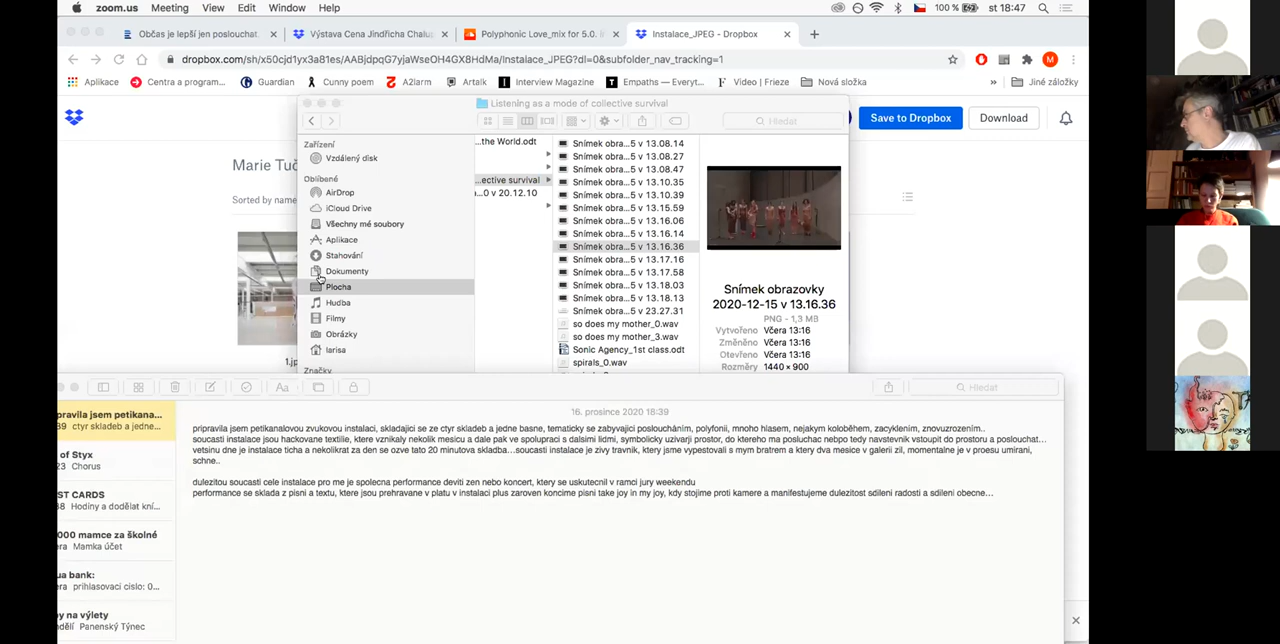 zoom.us Meeting View Edit Window Help
100 % st 18:47
Občas je lepší jen poslouchat.
Výstava Cena Jindřicha Chalup
Polyphonic Love_mix for 5.0. i
Instalace_JPEG - Dropbox
dropbox.com/sh/x50cjd1yx3a81es/AABjdpqG7yjaWseOH4GX8HdMa/Instalace_JPEG?dl=0&subfolder_nav_tracking=1
Aplikace Centra a program... Guardian Cunny poem A2larm Artalk Interview Magazine Empaths — Everyt... Video | Frieze Nová složka » Jiné záložky
Listening as a mode of collective survival
Save to Dropbox
Download
Hledat
Marie Tuč
Sorted by name
1.jp
Zařízení
Vzdálený disk
Oblíbené
AirDrop
iCloud Drive
Všechny mé soubory
Aplikace
Stahování
Dokumenty
Plocha
Hudba
Filmy
Obrázky
larisa
Značky
...the World.odt
...ective survival
...0 v 20.12.10
Snímek obra...5 v 13.08.14
Snímek obra...5 v 13.08.27
Snímek obra...5 v 13.08.47
Snímek obra...5 v 13.10.35
Snímek obra...5 v 13.10.39
Snímek obra...5 v 13.15.59
Snímek obra...5 v 13.16.06
Snímek obra...5 v 13.16.14
Snímek obra...5 v 13.16.36
Snímek obra...5 v 13.17.16
Snímek obra...5 v 13.17.58
Snímek obra...5 v 13.18.03
Snímek obra...5 v 13.18.13
Snímek obra...5 v 23.27.31
so does my mother_0.wav
so does my mother_3.wav
Sonic Agency_1st class.odt
spirals_0.wav
Snímek obrazovky
2020-12-15 v 13.16.36
PNG - 1,3 MB
Vytvořeno Včera 13:16
Změněno Včera 13:16
Otevřeno Včera 13:16
Rozměry 1440 × 900
Aa
Hledat
pravila jsem petikana...
39 ctyr skladeb a jedne...
of Styx
23 Chorus
ST CARDS
38 Hodiny a dodělat kní...
000 mamce za školné
era Mamka účet
ua bank:
era prihlasovaci cislo: 0...
by na výlety
děli Panenský Týnec
16. prosince 2020 18:39
pripravila jsem petikanalovou zvukovou instalaci, skladajici se ze ctyr skladeb a jedne basne, tematicky se zabyvajici posloucháním, polyfonii, mnoho hlasem, nejakym koloběhem, zacyklenim, znovuzrozením..
soucasti instalace jsou hackovane textilie, ktere vznikaly nekolik mesicu a dale pak ve spolupraci s dalsimi lidmi, symbolicky uzivarji prostor, do ktereho ma posluchac nebpo tedy navstevnik vstoupit do prostoru a poslouchat...
vetsinu dne je instalace ticha a nekolikrat za den se ozve tato 20 minutova skladba...soucasti instalace je zivy travnik, ktery jsme vypestovali s mym bratrem a ktery dva mesice v galerii zil, momentalne je v proesu umirani,
schne..
dulezitou soucasti cele instalace pro me je spolecna performance deviti zen nebo koncert, ktery se uskutecnil v ramci jury weekendu
performance se sklada z pisni a textu, ktere jsou prehravane v platu v instalaci plus zaroven koncime pisni take joy in my joy, kdy stojime proti kamere a manifestujeme dulezitost sdileni radosti a sdileni obecne...